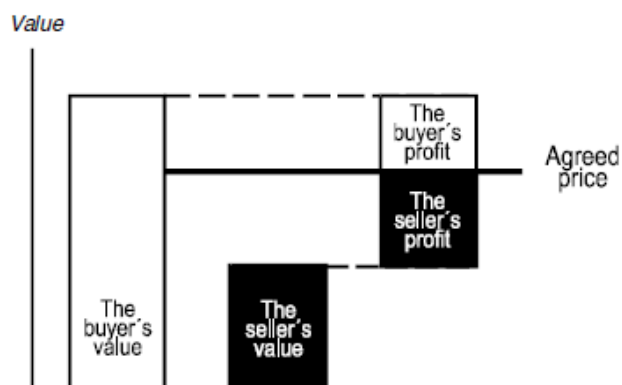 Value
The
buyer´s
profit
Agreed
price
The
seller´s
profit
The
buyer´s
value
The
seller´s
value